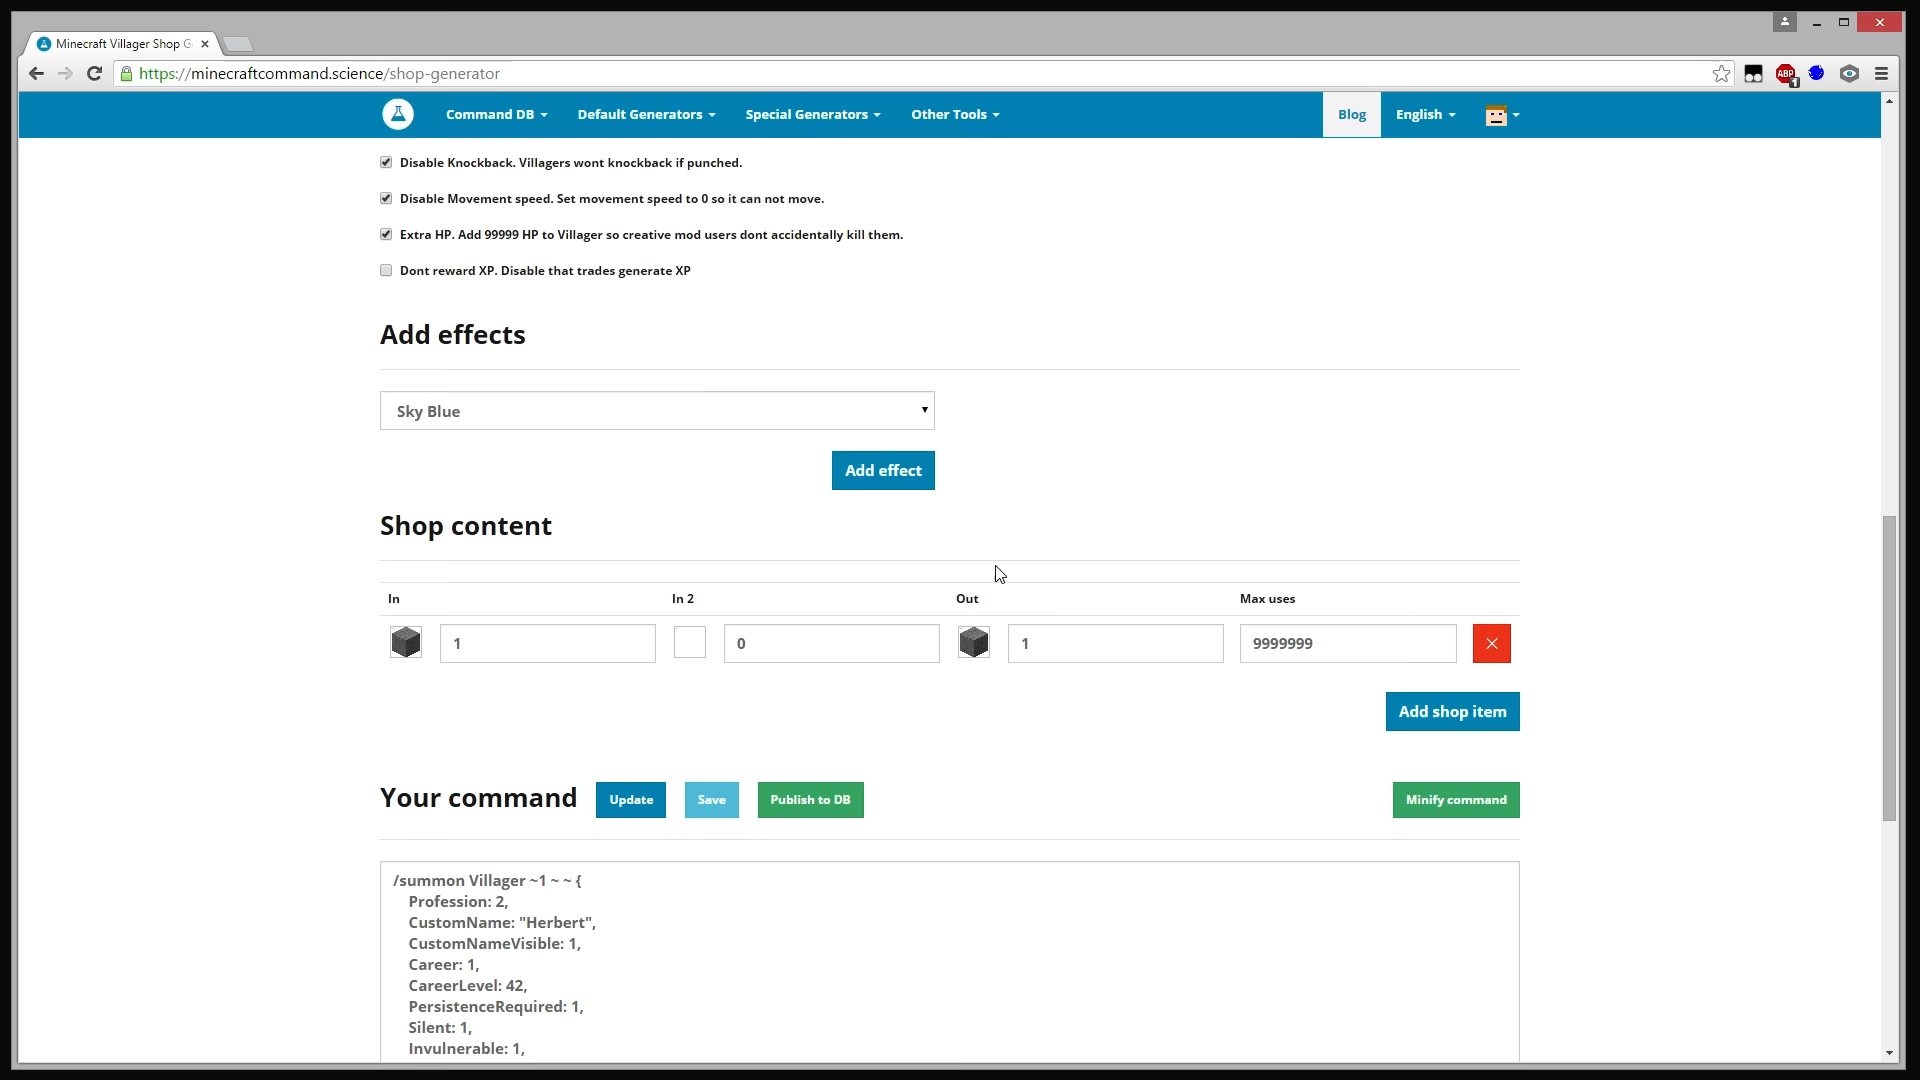 Minecraft Villager Shop G
https://minecraftcommand.science/shop-generator
ABP
1
Command DB
Default Generators
Special Generators
Other Tools
Blog
English
Disable Knockback. Villagers wont knockback if punched.
Disable Movement speed. Set movement speed to 0 so it can not move.
Extra HP. Add 99999 HP to Villager so creative mod users dont accidentally kill them.
Dont reward XP. Disable that trades generate XP
Add effects
Sky Blue
Add effect
Shop content
In In 2 Out Max uses
1 0 1 9999999
Add shop item
Your command Update Save Publish to DB Minify command
/summon Villager ~1 ~ ~ {
Profession: 2,
CustomName: "Herbert",
CustomNameVisible: 1,
Career: 1,
CareerLevel: 42,
PersistenceRequired: 1,
Silent: 1,
Invulnerable: 1,